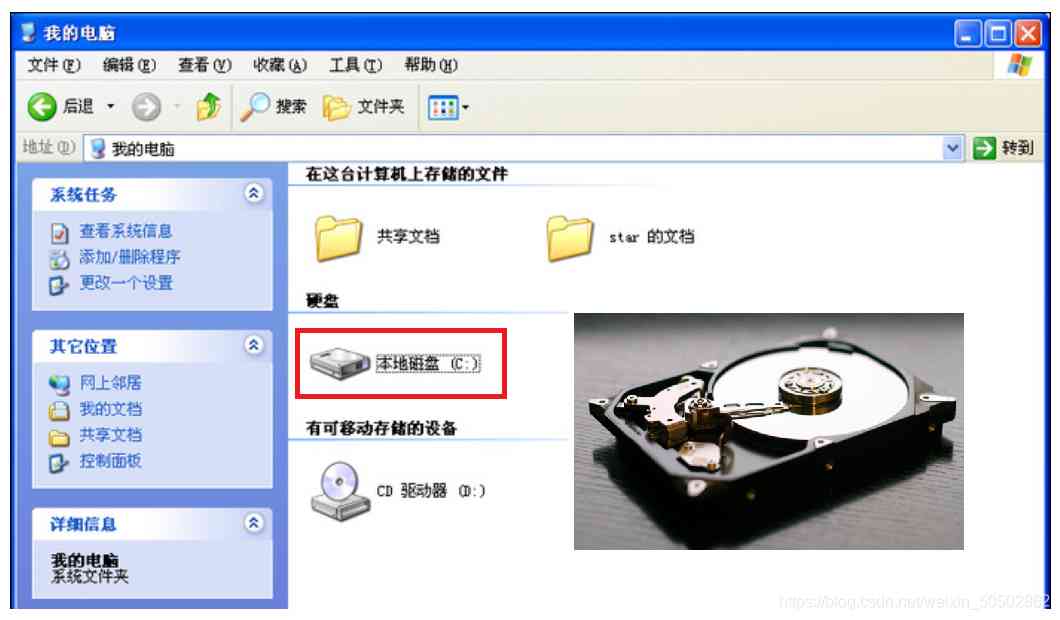 我的电脑
文件(F) 编辑(E) 查看(V) 收藏(A) 工具(T) 帮助(H)
后退 搜索 文件夹
地址(D) 我的电脑 转到
系统任务
查看系统信息
添加/删除程序
更改一个设置
其它位置
网上邻居
我的文档
共享文档
控制面板
详细信息
我的电脑
系统文件夹
在这台计算机上存储的文件
共享文档 star 的文档
硬盘
本地磁盘 (C:)
有可移动存储的设备
CD 驱动器 (D:)
https://blog.csdn.net/weixin_50502862